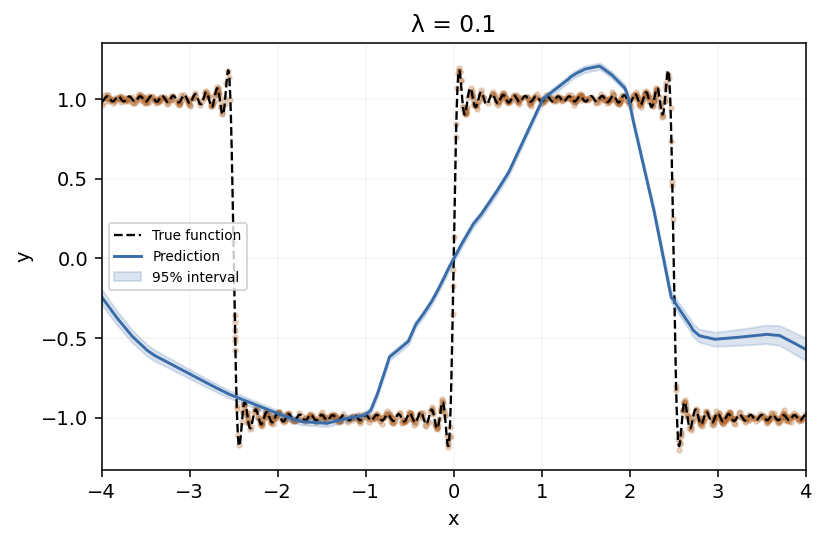 λ = 0.1
y
1.0
0.5
0.0
−0.5
−1.0
True function
Prediction
95% interval
−4 −3 −2 −1 0 1 2 3 4
x